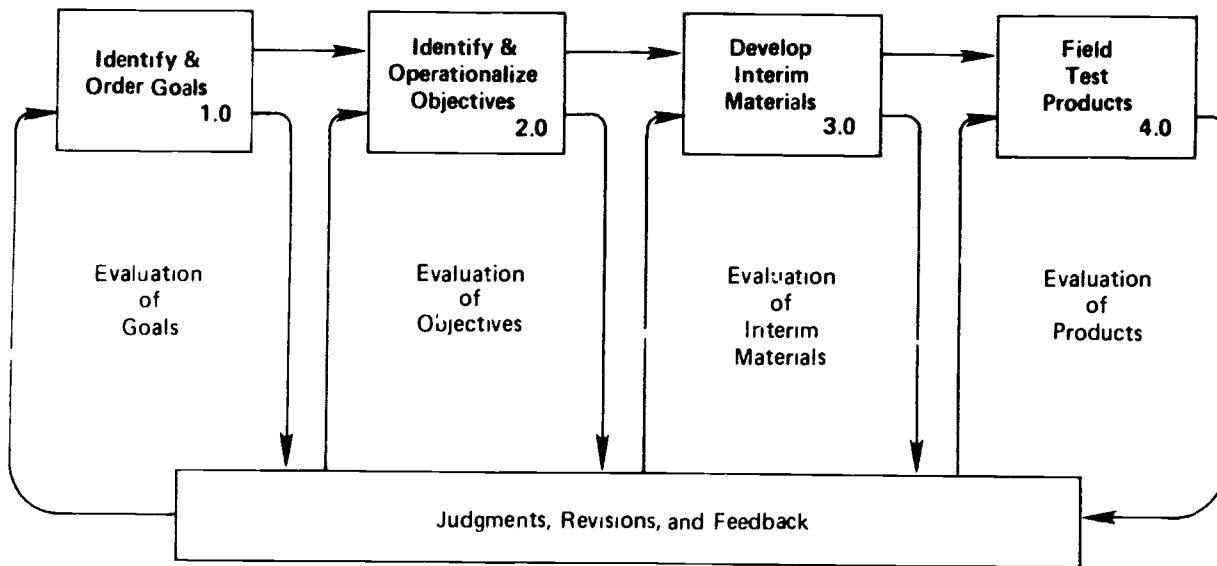 Identify &
Order Goals
1.0
Identify &
Operationalize
Objectives
2.0
Develop
Interim
Materials
3.0
Field
Test
Products
4.0
Evaluation
of
Goals
Evaluation
of
Objectives
Evaluation
of
Interim
Materials
Evaluation
of
Products
Judgments, Revisions, and Feedback